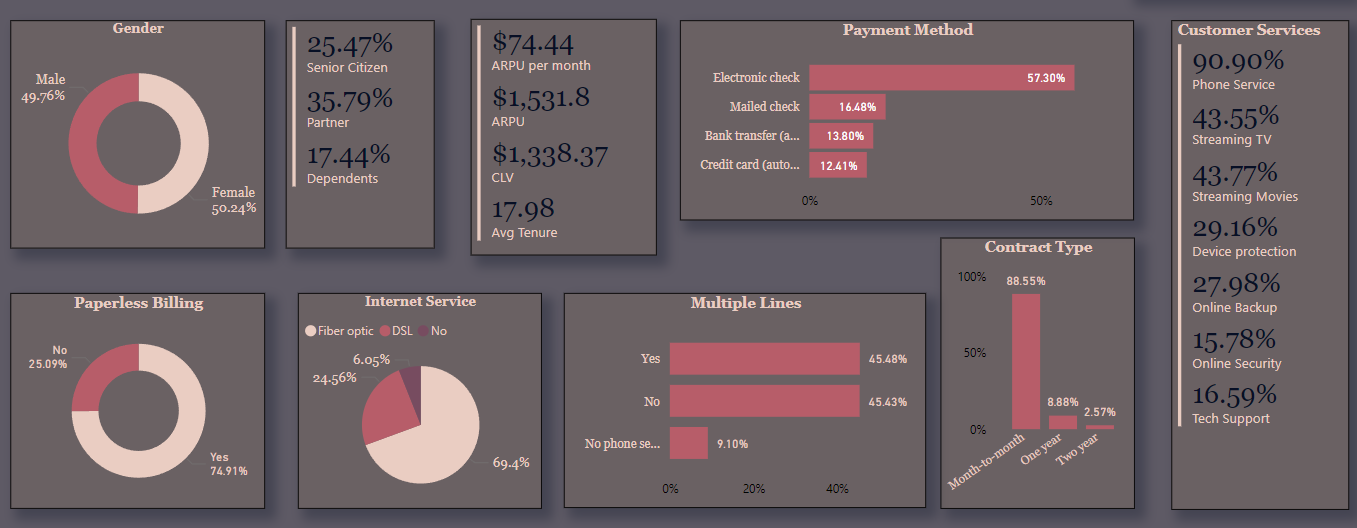 Gender
Male
49.76%
Female
50.24%
25.47%
Senior Citizen
35.79%
Partner
17.44%
Dependents
$74.44
ARPU per month
$1,531.8
ARPU
$1,338.37
CLV
17.98
Avg Tenure
Payment Method
Electronic check 57.30%
Mailed check 16.48%
Bank transfer (a... 13.80%
Credit card (auto... 12.41%
0% 50%
Customer Services
90.90%
Phone Service
43.55%
Streaming TV
43.77%
Streaming Movies
29.16%
Device protection
27.98%
Online Backup
15.78%
Online Security
16.59%
Tech Support
Paperless Billing
No
25.09%
Yes
74.91%
Internet Service
Fiber optic DSL No
6.05%
24.56%
69.4%
Multiple Lines
Yes 45.48%
No 45.43%
No phone se... 9.10%
0% 20% 40%
Contract Type
100%
88.55%
50%
8.88%
2.57%
0%
Month-to-month
One year
Two year